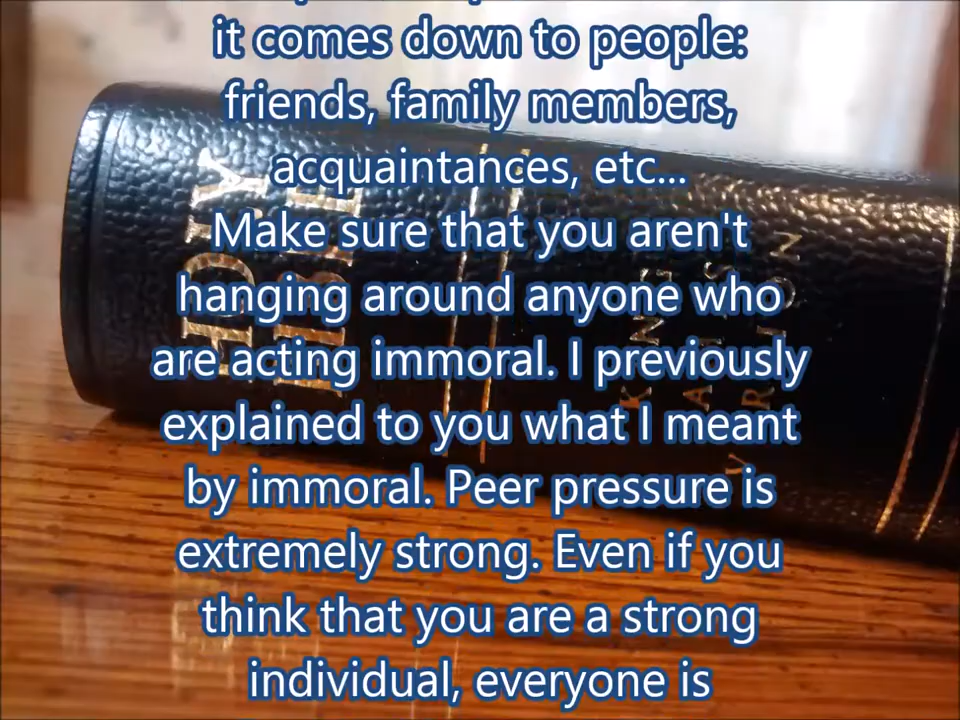 it comes down to people:
friends, family members,
acquaintances, etc...
Make sure that you aren't
hanging around anyone who
are acting immoral. I previously
explained to you what I meant
by immoral. Peer pressure is
extremely strong. Even if you
think that you are a strong
individual, everyone is
HOLY
BIBLE